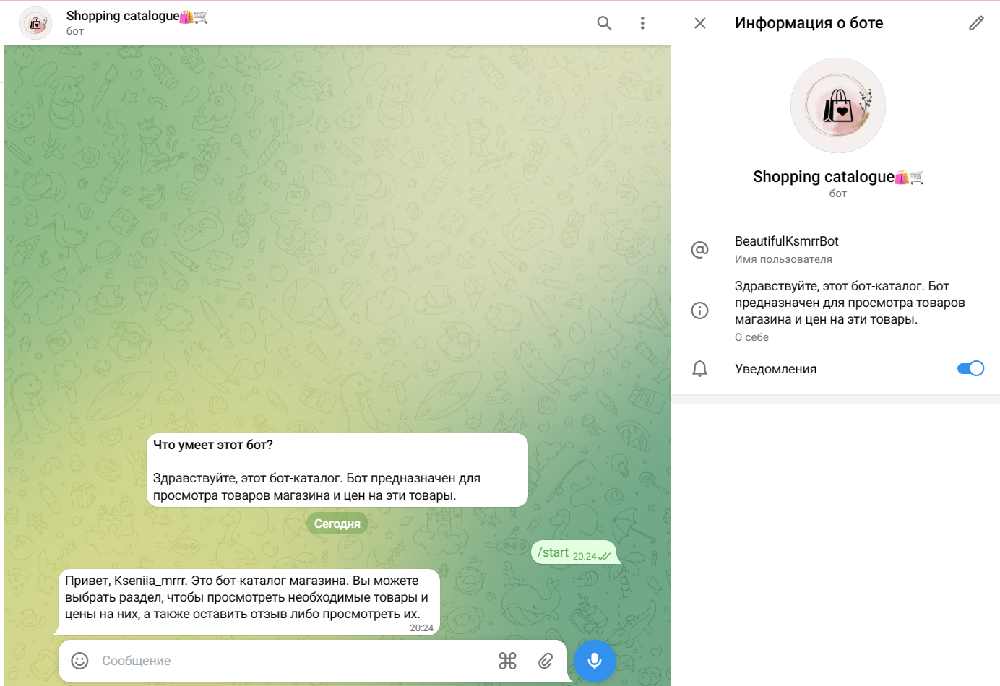 Shopping catalogue🛍️🛒
бот
Что умеет этот бот?
Здравствуйте, этот бот-каталог. Бот предназначен для
просмотра товаров магазина и цен на эти товары.
Сегодня
/start 20:24
Привет, Kseniia_mrrr. Это бот-каталог магазина. Вы можете
выбрать раздел, чтобы просмотреть необходимые товары и
цены на них, а также оставить отзыв либо просмотреть их.
20:24
Сообщение
Информация о боте
Shopping catalogue🛍️🛒
бот
BeautifulKsmrrBot
Имя пользователя
Здравствуйте, этот бот-каталог. Бот
предназначен для просмотра товаров
магазина и цен на эти товары.
О себе
Уведомления